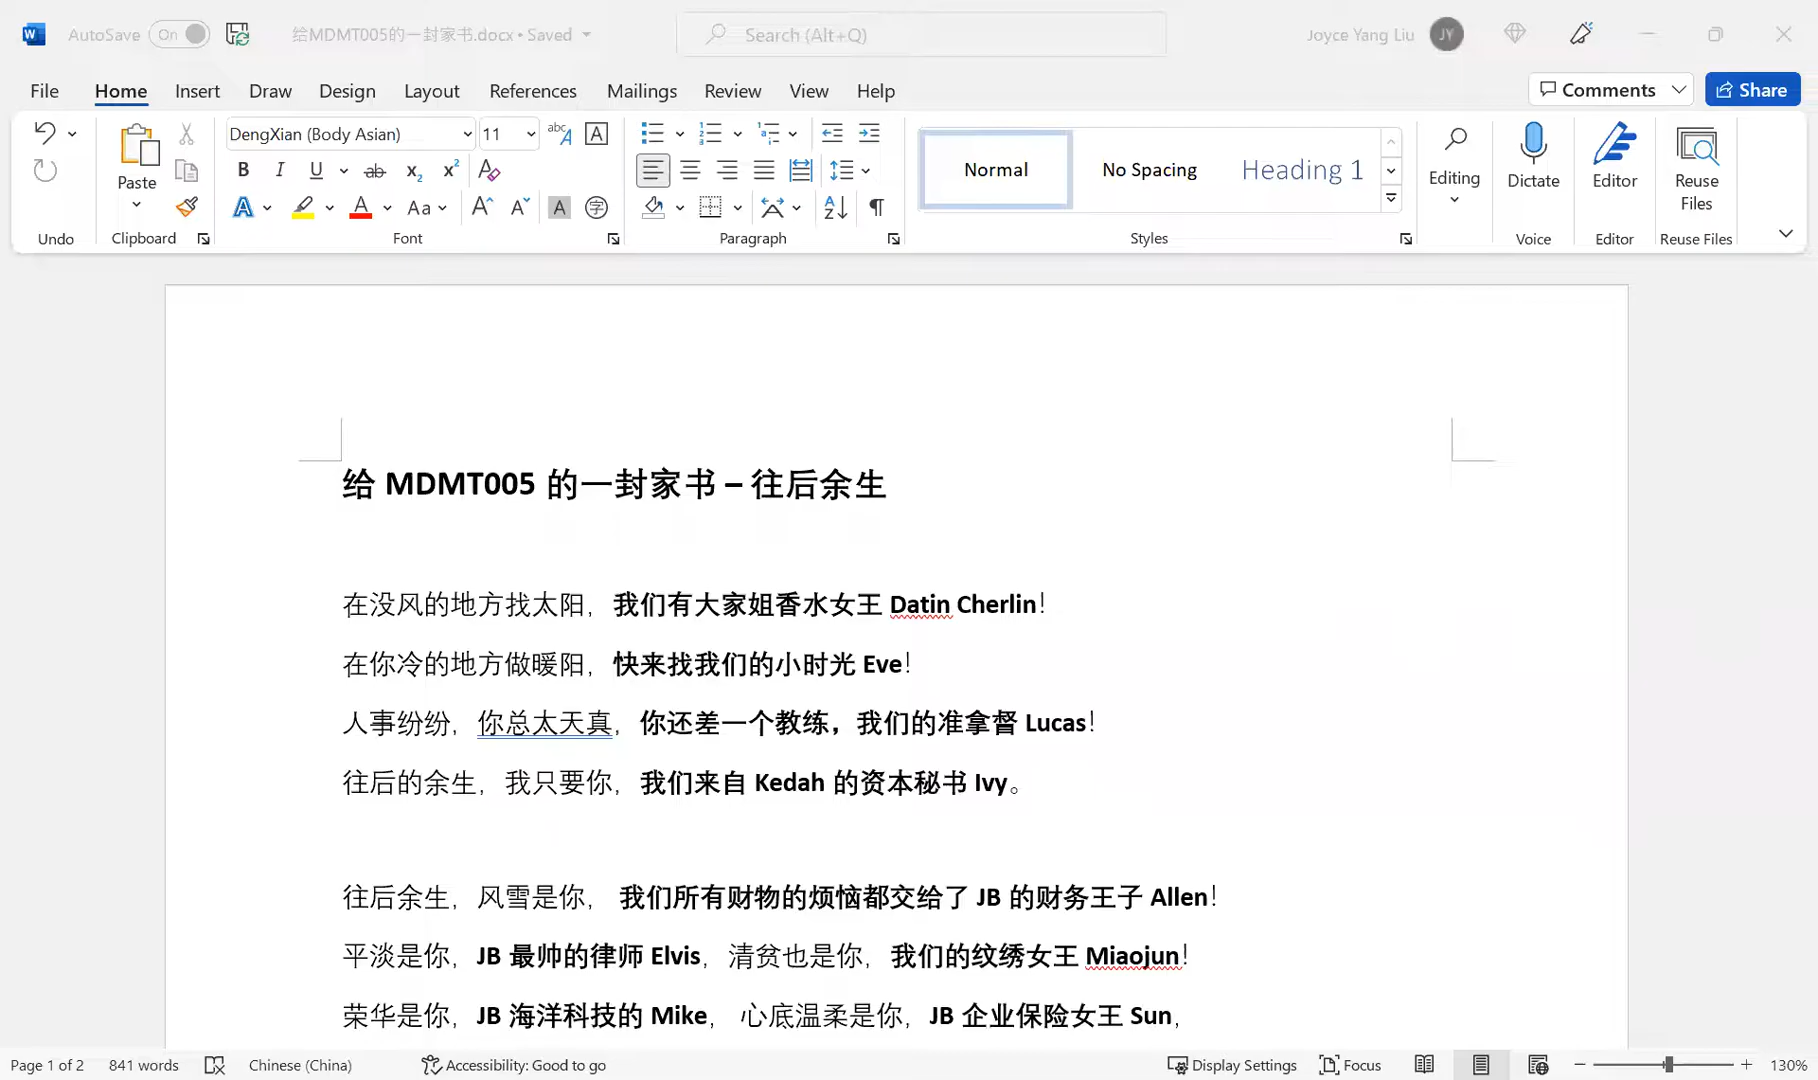 AutoSave On 给MDMT005的一封家书.docx • Saved Search (Alt+Q) Joyce Yang Liu JY
File Home Insert Draw Design Layout References Mailings Review View Help Comments Share
DengXian (Body Asian) 11
Paste
Normal No Spacing Heading 1
Editing Dictate Editor Reuse Files
Undo Clipboard Font Paragraph Styles Voice Editor Reuse Files
给 MDMT005 的一封家书 – 往后余生
在没风的地方找太阳，我们有大家姐香水女王 Datin Cherlin！
在你冷的地方做暖阳，快来找我们的小时光 Eve！
人事纷纷，你总太天真，你还差一个教练，我们的准拿督 Lucas！
往后的余生，我只要你，我们来自 Kedah 的资本秘书 Ivy。
往后余生，风雪是你， 我们所有财物的烦恼都交给了 JB 的财务王子 Allen！
平淡是你，JB 最帅的律师 Elvis，清贫也是你，我们的纹绣女王 Miaojun！
荣华是你，JB 海洋科技的 Mike， 心底温柔是你，JB 企业保险女王 Sun，
Page 1 of 2 841 words Chinese (China) Accessibility: Good to go Display Settings Focus 130%